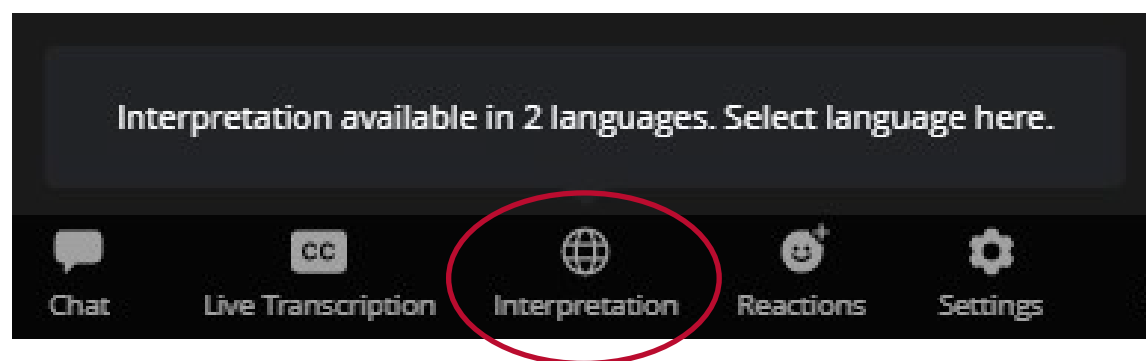 Interpretation available in 2 languages. Select language here.
CC
Chat Live Transcription Interpretation Reactions Settings